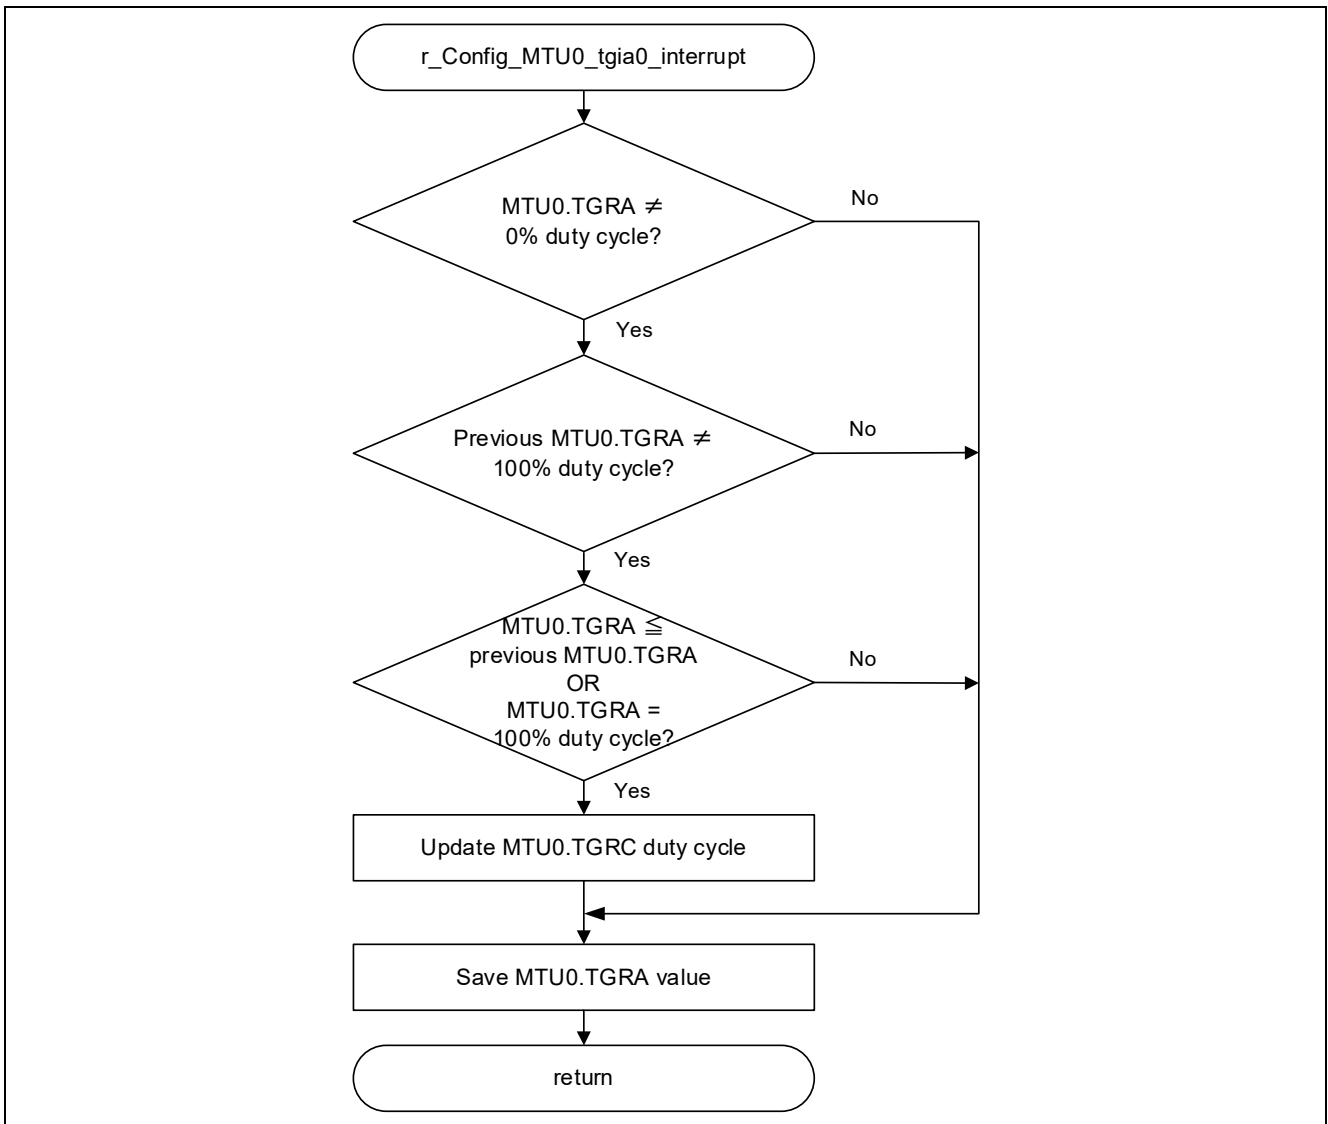 r_Config_MTU0_tgia0_interrupt
MTU0.TGRA ≠
0% duty cycle?
No
Yes
Previous MTU0.TGRA ≠
100% duty cycle?
No
Yes
MTU0.TGRA ≦
previous MTU0.TGRA
OR
MTU0.TGRA =
100% duty cycle?
No
Yes
Update MTU0.TGRC duty cycle
Save MTU0.TGRA value
return